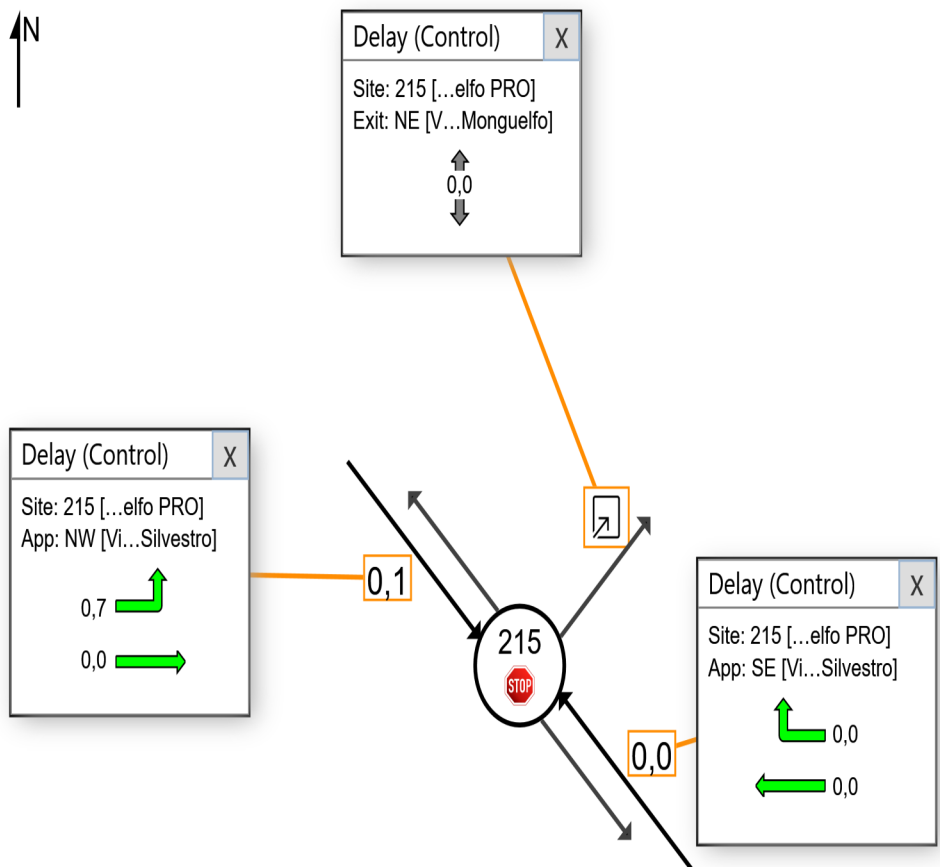 N
Delay (Control) X
Site: 215 [...elfo PRO]
Exit: NE [V...Monguelfo]
0,0
Delay (Control) X
Site: 215 [...elfo PRO]
App: NW [Vi...Silvestro]
0,7
0,0
0,1
215
STOP
0,0
Delay (Control) X
Site: 215 [...elfo PRO]
App: SE [Vi...Silvestro]
0,0
0,0